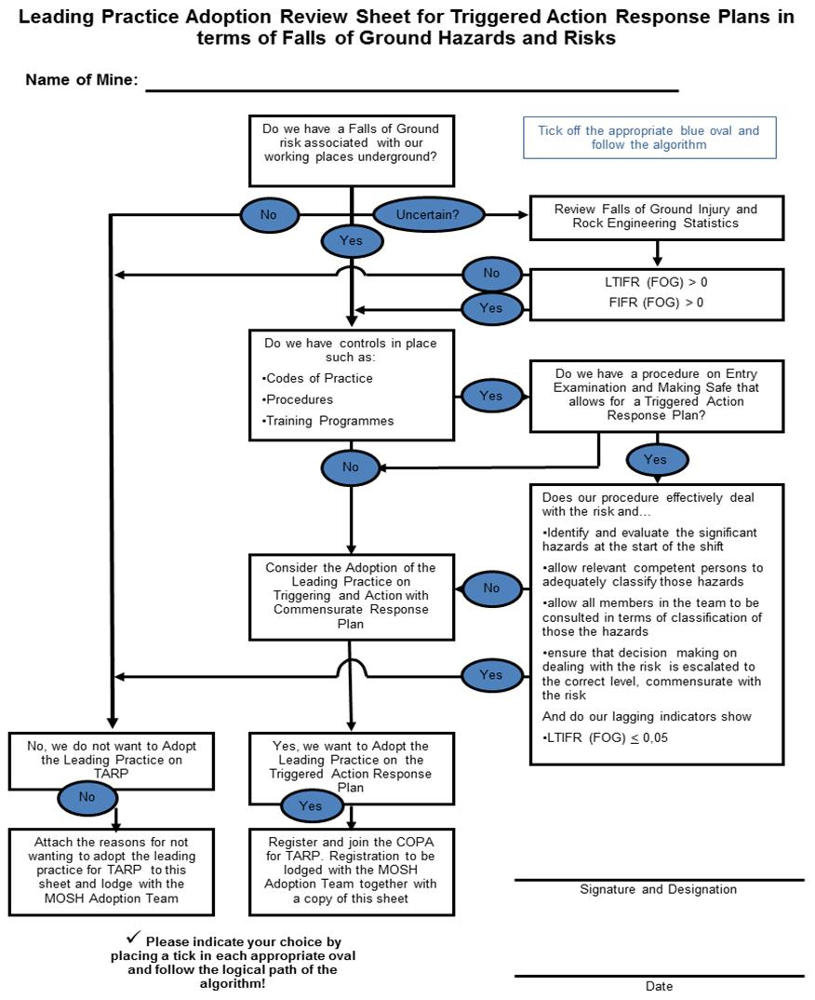 Leading Practice Adoption Review Sheet for Triggered Action Response Plans in
terms of Falls of Ground Hazards and Risks
Name of Mine:
Do we have a Falls of Ground
risk associated with our
working places underground?
Tick off the appropriate blue oval and
follow the algorithm
No
Uncertain?
Yes
Review Falls of Ground Injury and
Rock Engineering Statistics
No
Yes
LTIFR (FOG) > 0
FIFR (FOG) > 0
Do we have controls in place
such as:
•Codes of Practice
•Procedures
•Training Programmes
Yes
Do we have a procedure on Entry
Examination and Making Safe that
allows for a Triggered Action
Response Plan?
No
Yes
Does our procedure effectively deal
with the risk and…
•Identify and evaluate the significant
hazards at the start of the shift
•allow relevant competent persons to
adequately classify those hazards
•allow all members in the team to be
consulted in terms of classification of
those the hazards
•ensure that decision making on
dealing with the risk is escalated to
the correct level, commensurate with
the risk
And do our lagging indicators show
•LTIFR (FOG) ≤ 0,05
Consider the Adoption of the
Leading Practice on
Triggering and Action with
Commensurate Response
Plan
No
Yes
No, we do not want to Adopt
the Leading Practice on
TARP
No
Yes, we want to Adopt the
Leading Practice on the
Triggered Action Response
Plan
Yes
Attach the reasons for not
wanting to adopt the leading
practice for TARP to this
sheet and lodge with the
MOSH Adoption Team
Register and join the COPA
for TARP. Registration to be
lodged with the MOSH
Adoption Team together with
a copy of this sheet
Signature and Designation
✓ Please indicate your choice by
placing a tick in each appropriate oval
and follow the logical path of the
algorithm!
Date